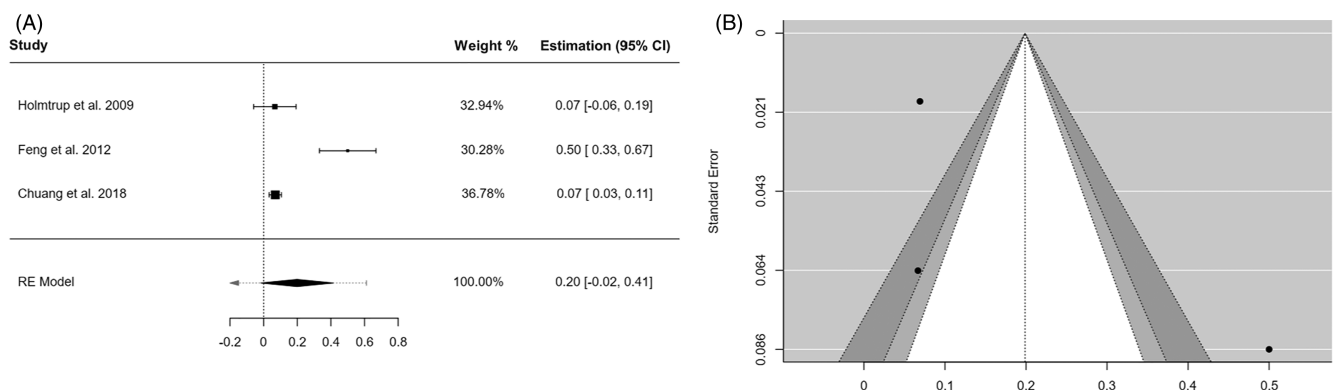 (A)
Study Weight % Estimation (95% CI)
Holmtrup et al. 2009 32.94% 0.07 [-0.06, 0.19]
Feng et al. 2012 30.28% 0.50 [ 0.33, 0.67]
Chuang et al. 2018 36.78% 0.07 [ 0.03, 0.11]
RE Model 100.00% 0.20 [-0.02, 0.41]
-0.2 0 0.2 0.4 0.6 0.8
(B)
Standard Error
0
0.021
0.043
0.064
0.086
0 0.1 0.2 0.3 0.4 0.5